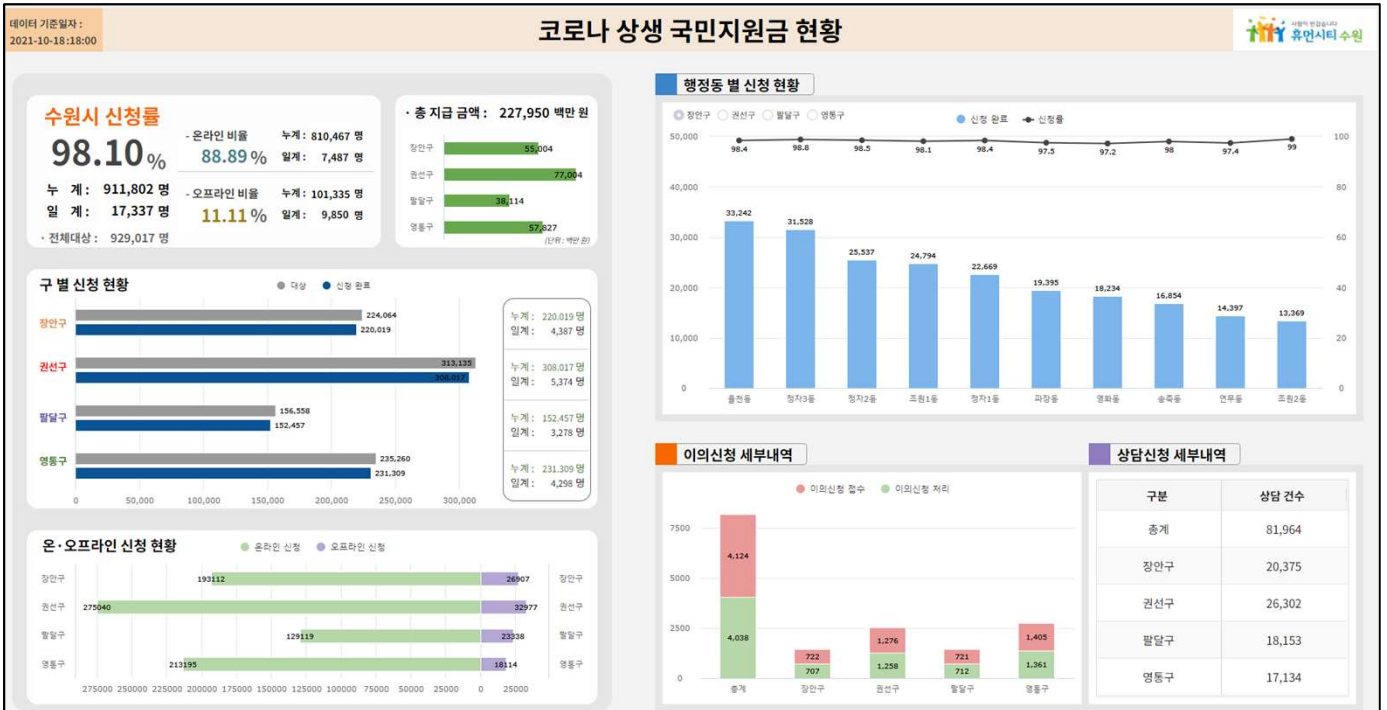 데이터 기준일자 :
2021-10-18:18:00
코로나 상생 국민지원금 현황
사람이 반갑습니다
휴먼시티 수원
수원시 신청률
98.10 %
누 계 : 911,802 명
일 계 : 17,337 명
· 전체대상 : 929,017 명
- 온라인 비율
88.89 %
누계 : 810,467 명
일계 : 7,487 명
- 오프라인 비율
11.11 %
누계 : 101,335 명
일계 : 9,850 명
· 총 지급 금액 : 227,950 백만 원
장안구 55,004
권선구 77,004
팔달구 38,114
영통구 57,827
(단위 : 백만 원)
구 별 신청 현황
대상 신청 완료
장안구 224,064
220,019
권선구 313,135
308,017
팔달구 156,558
152,457
영통구 235,260
231,309
0 50,000 100,000 150,000 200,000 250,000 300,000
누계 : 220.019 명
일계 : 4,387 명
누계 : 308.017 명
일계 : 5,374 명
누계 : 152.457 명
일계 : 3,278 명
누계 : 231.309 명
일계 : 4,298 명
온·오프라인 신청 현황
온라인 신청 오프라인 신청
장안구 193112 26907 장안구
권선구 275040 32977 권선구
팔달구 129119 23338 팔달구
영통구 213195 18114 영통구
275000 250000 225000 200000 175000 150000 125000 100000 75000 50000 25000 0 25000
행정동 별 신청 현황
장안구 권선구 팔달구 영통구
신청 완료 신청률
50,000 100
98.4 98.8 98.5 98.1 98.4 97.5 97.2 98 97.4 99
40,000 80
33,242 31,528 25,537 24,794 22,669 19,395 18,234 16,854 14,397 13,369
30,000 60
20,000 40
10,000 20
0 0
율천동 정자3동 정자2동 조원1동 정자1동 파장동 영화동 송죽동 연무동 조원2동
이의신청 세부내역
이의신청 접수 이의신청 처리
7500
5000
2500
0
4,124 722 1,276 721 1,405
4,038 707 1,258 712 1,361
총계 장안구 권선구 팔달구 영통구
상담신청 세부내역
구분 상담 건수
총계 81,964
장안구 20,375
권선구 26,302
팔달구 18,153
영통구 17,134